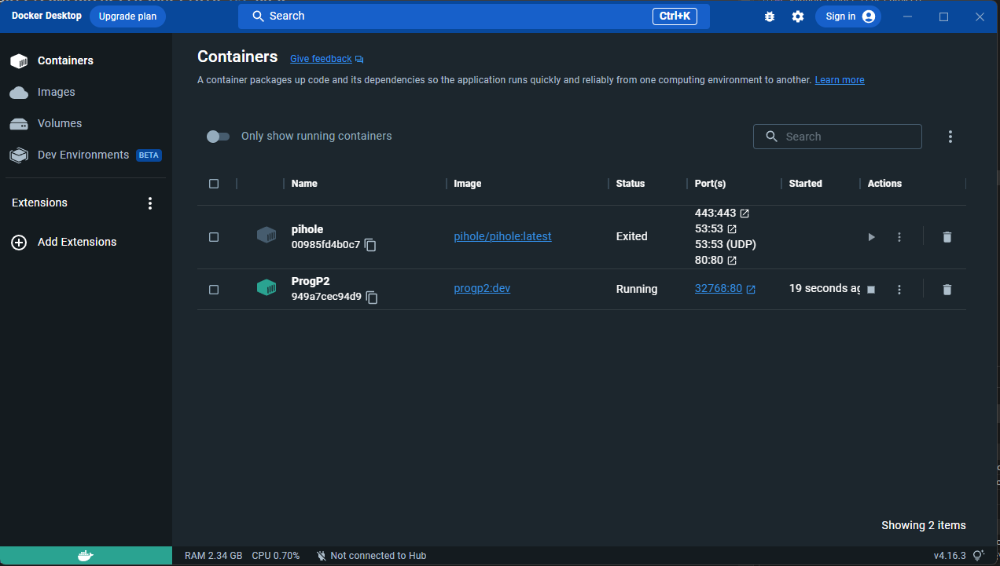 Docker Desktop Upgrade plan Search Ctrl+K Sign in
Containers
Images
Volumes
Dev Environments BETA
Extensions
Add Extensions
Containers Give feedback
A container packages up code and its dependencies so the application runs quickly and reliably from one computing environment to another. Learn more
Only show running containers Search
Name Image Status Port(s) Started Actions
pihole
00985fd4b0c7
pihole/pihole:latest Exited
443:443
53:53
53:53 (UDP)
80:80
ProgP2
949a7cec94d9
progp2:dev Running 32768:80 19 seconds ag
Showing 2 items
RAM 2.34 GB CPU 0.70% Not connected to Hub v4.16.3